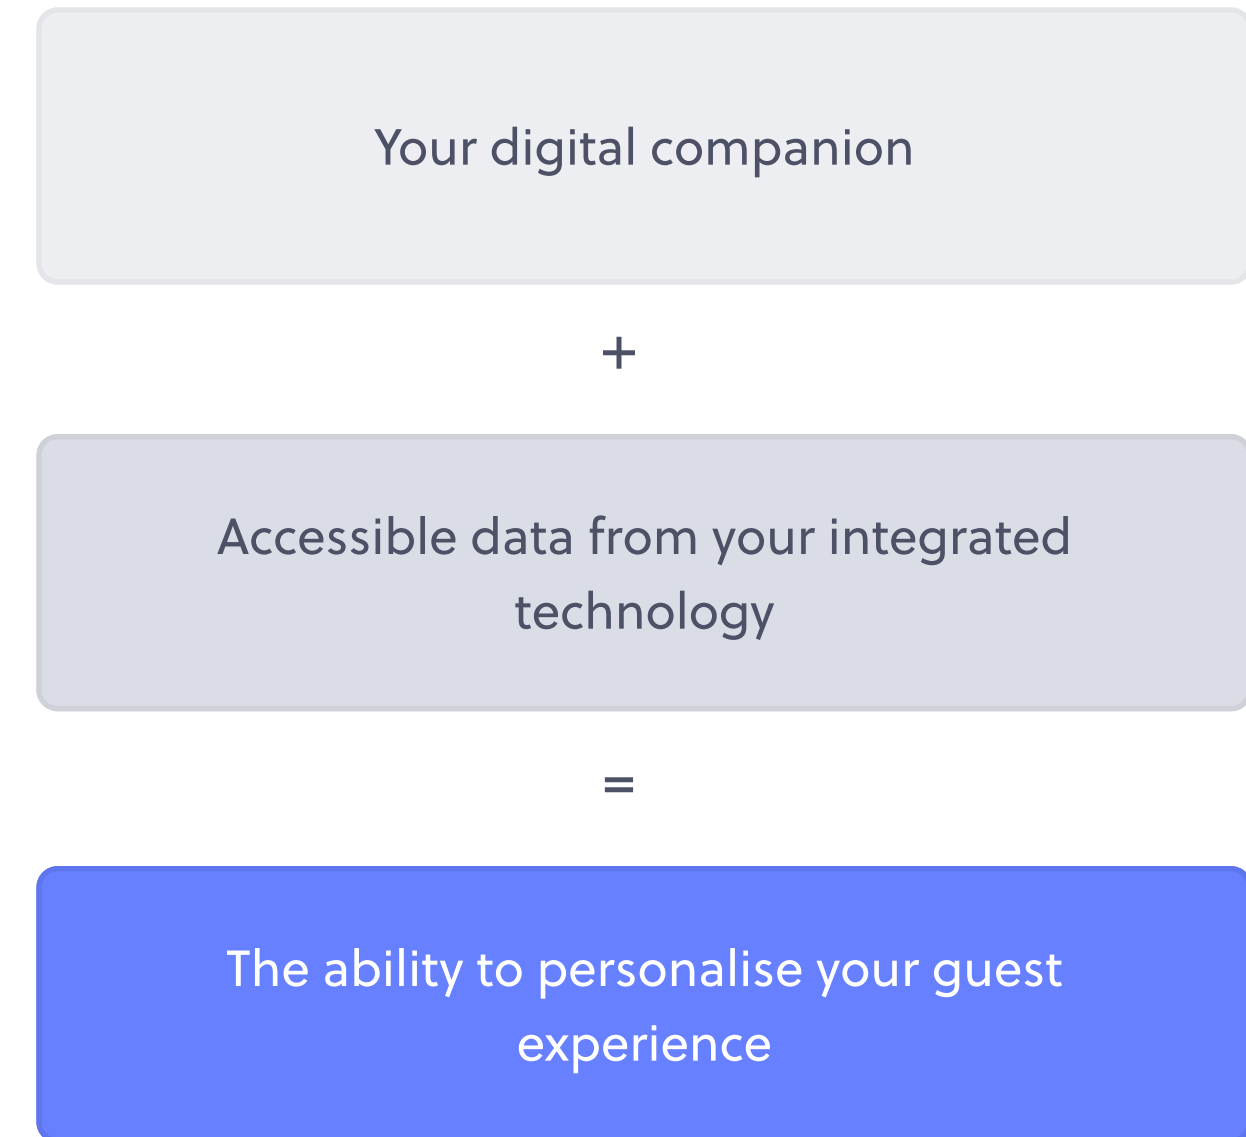 Your digital companion
+
Accessible data from your integrated
technology
=
The ability to personalise your guest
experience